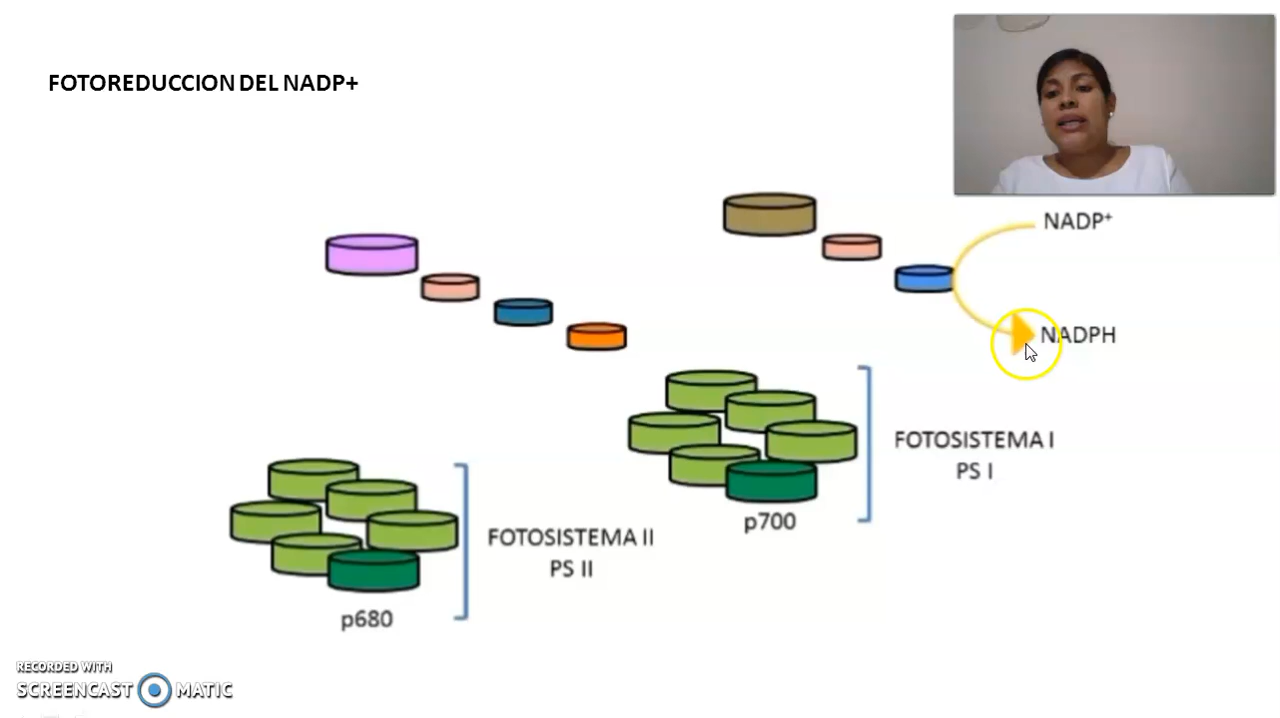 FOTOREDUCCION DEL NADP+
NADP⁺
NADPH
FOTOSISTEMA I
PS I
p700
FOTOSISTEMA II
PS II
p680
RECORDED WITH
SCREENCAST MATIC